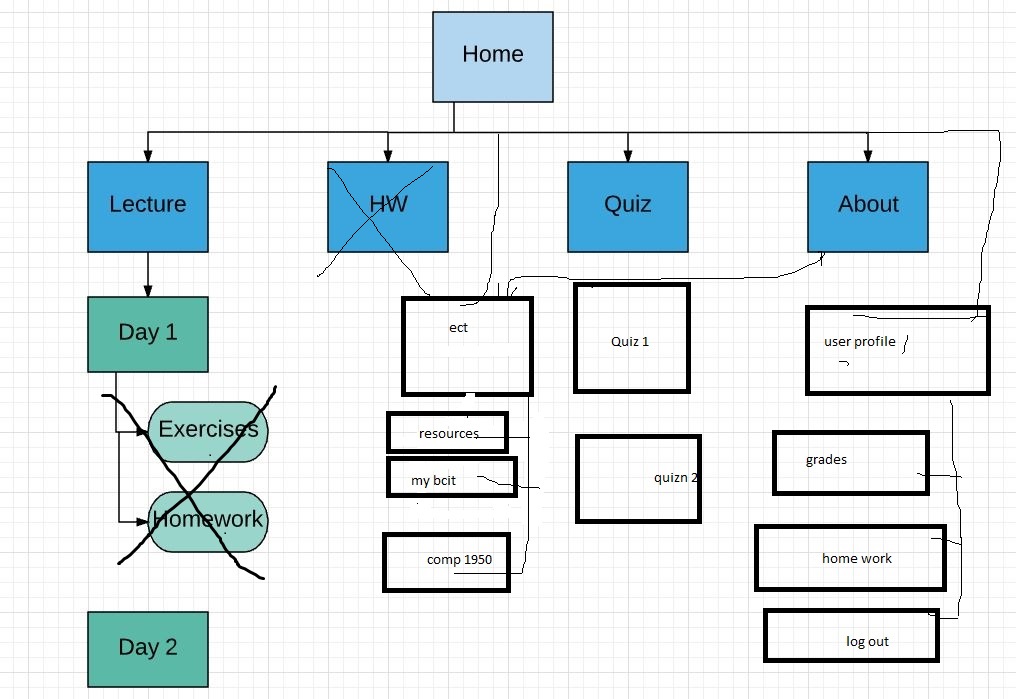 Home
Lecture
HW
Quiz
About
Day 1
ect
Quiz 1
user profile
Exercises
resources
my bcit
quizn 2
grades
Homework
comp 1950
home work
Day 2
log out